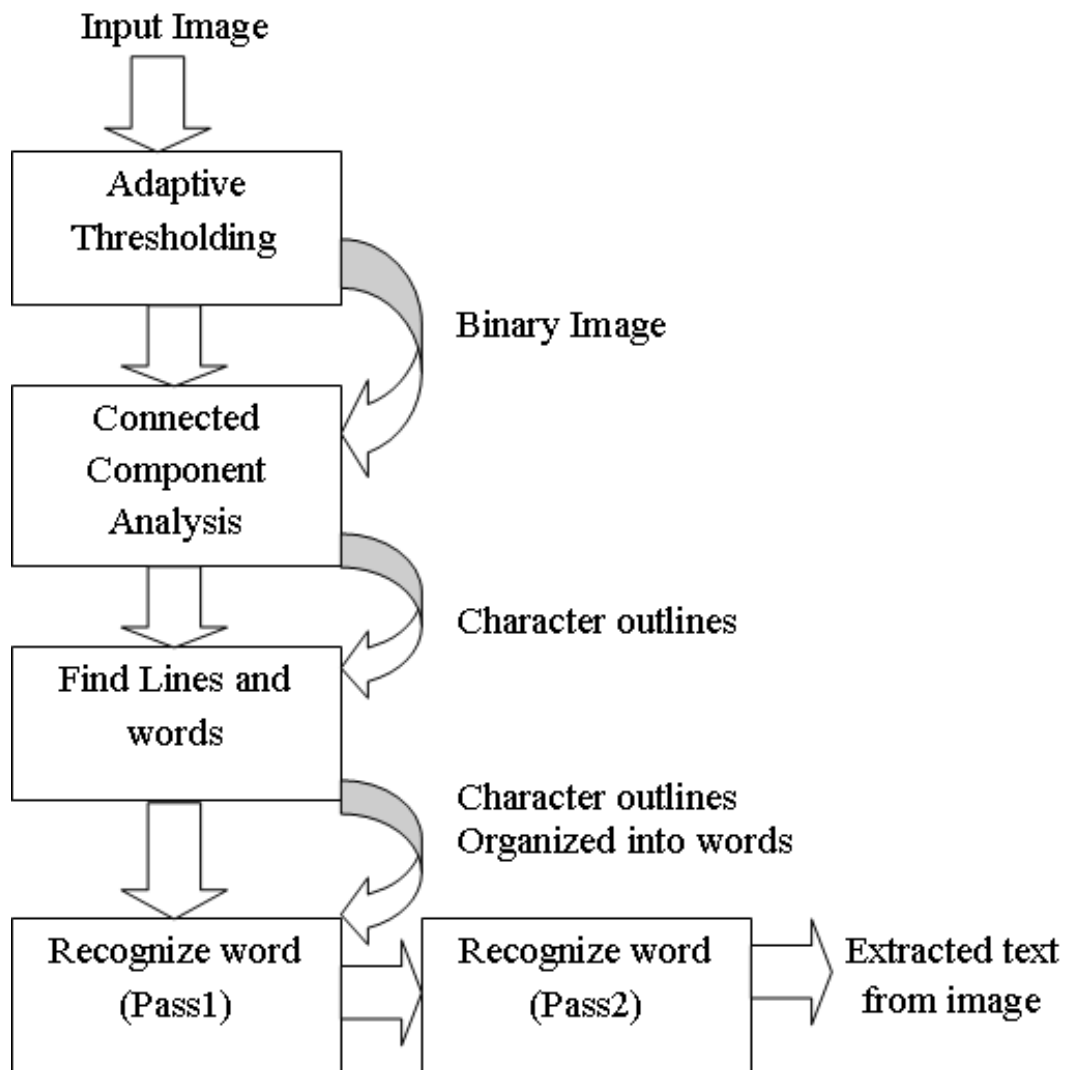 Input Image
Adaptive
Thresholding
Binary Image
Connected
Component
Analysis
Character outlines
Find Lines and
words
Character outlines
Organized into words
Recognize word
(Pass1)
Recognize word
(Pass2)
Extracted text
from image